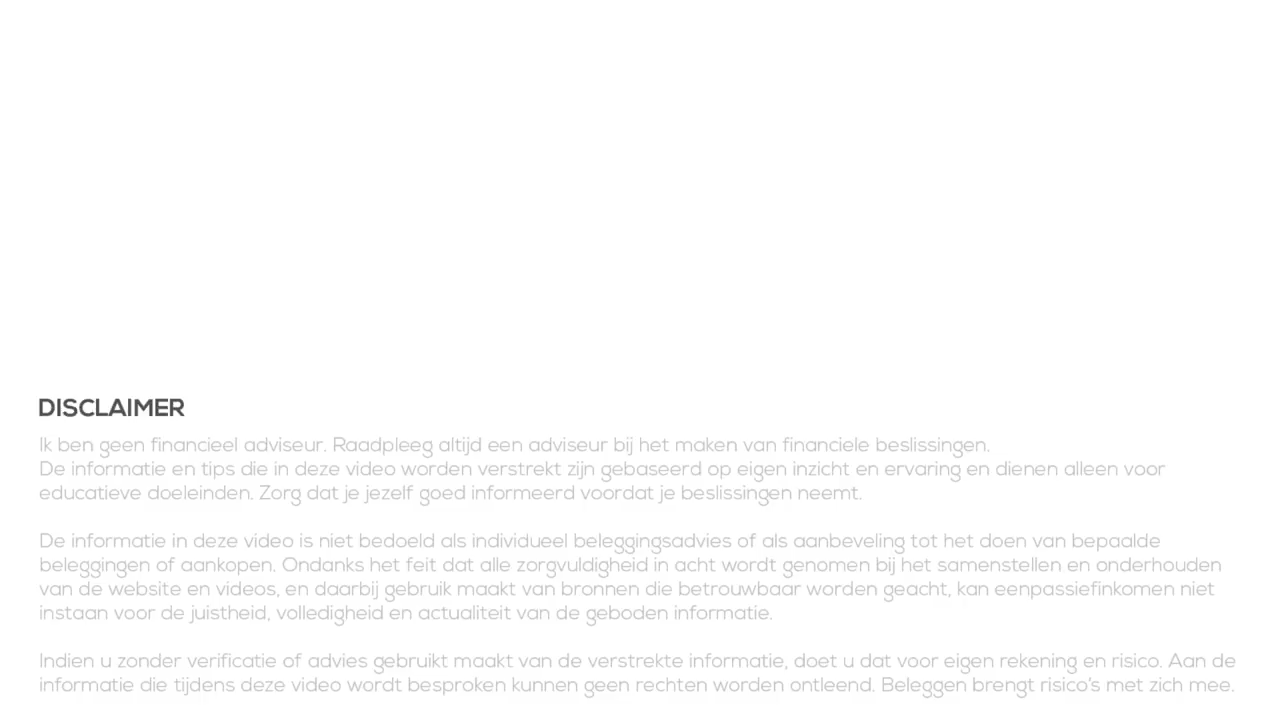 DISCLAIMER
Ik ben geen financieel adviseur. Raadpleeg altijd een adviseur bij het maken van financiele beslissingen.
De informatie en tips die in deze video worden verstrekt zijn gebaseerd op eigen inzicht en ervaring en dienen alleen voor
educatieve doeleinden. Zorg dat je jezelf goed informeerd voordat je beslissingen neemt.
De informatie in deze video is niet bedoeld als individueel beleggingsadvies of als aanbeveling tot het doen van bepaalde
beleggingen of aankopen. Ondanks het feit dat alle zorgvuldigheid in acht wordt genomen bij het samenstellen en onderhouden
van de website en videos, en daarbij gebruik maakt van bronnen die betrouwbaar worden geacht, kan eenpassiefinkomen niet
instaan voor de juistheid, volledigheid en actualiteit van de geboden informatie.
Indien u zonder verificatie of advies gebruikt maakt van de verstrekte informatie, doet u dat voor eigen rekening en risico. Aan de
informatie die tijdens deze video wordt besproken kunnen geen rechten worden ontleend. Beleggen brengt risico's met zich mee.